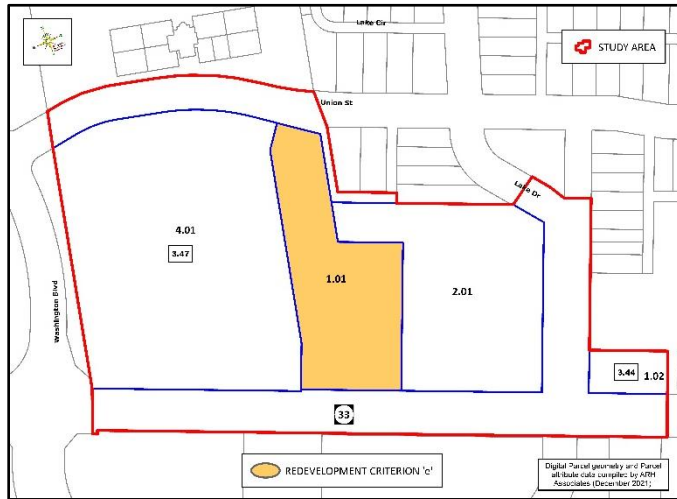 Lake Cir
STUDY AREA
Union St
Lake Dr
4.01
3.47
1.01
2.01
Washington Blvd
3.44 1.02
33
REDEVELOPMENT CRITERION 'c'
Digital Parcel geometry and Parcel
attribute data compiled by ARH
Associates (December 2021)